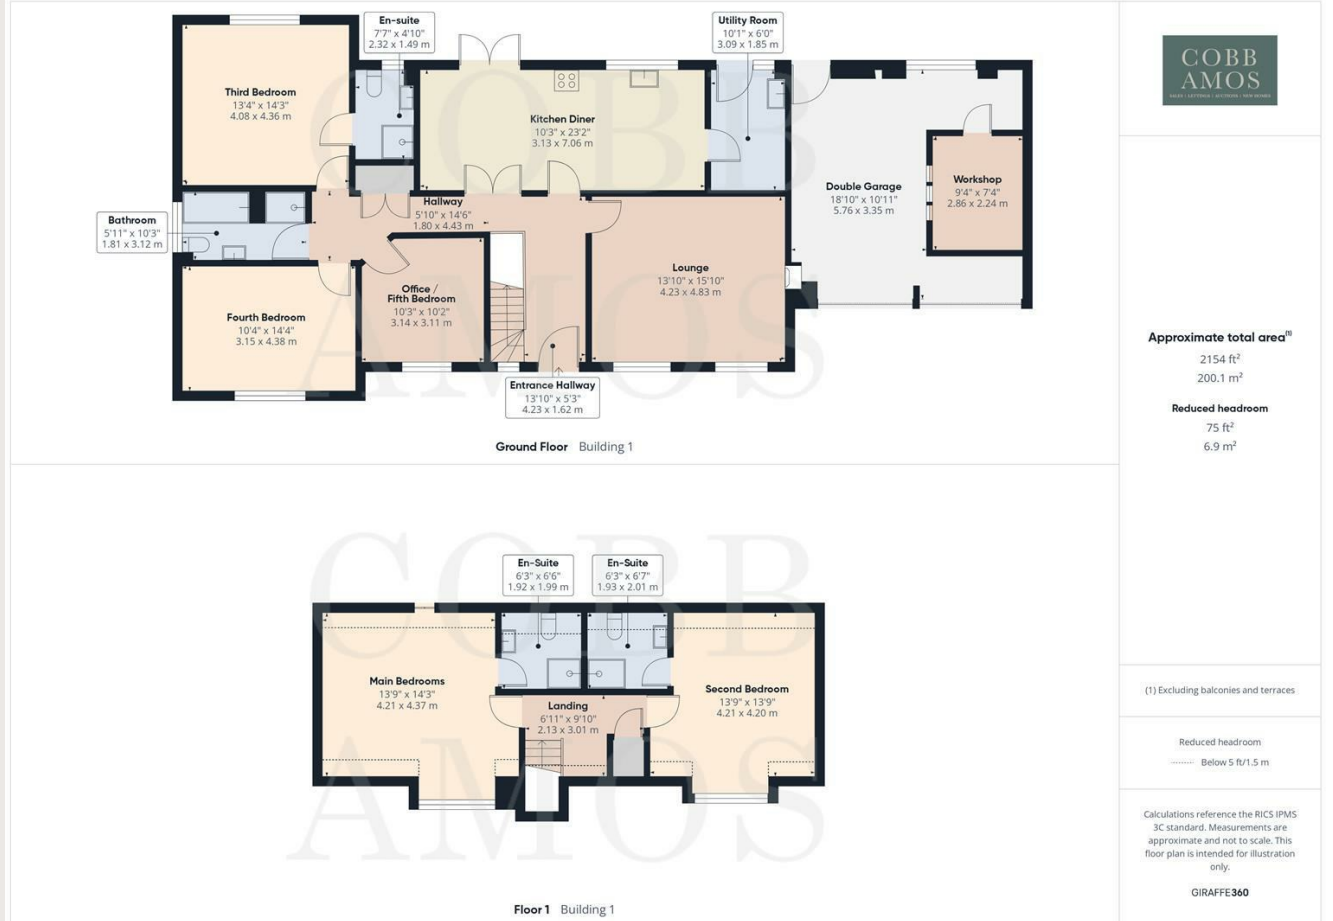 En-suite
7'7" x 4'10"
2.32 x 1.49 m
Utility Room
10'1" x 6'0"
3.09 x 1.85 m
Third Bedroom
13'4" x 14'3"
4.08 x 4.36 m
Kitchen Diner
10'3" x 23'2"
3.13 x 7.06 m
Double Garage
18'10" x 10'11"
5.76 x 3.35 m
Workshop
9'4" x 7'4"
2.86 x 2.24 m
Bathroom
5'11" x 10'3"
1.81 x 3.12 m
Hallway
5'10" x 14'6"
1.80 x 4.43 m
Lounge
13'10" x 15'10"
4.23 x 4.83 m
Office /
Fifth Bedroom
10'3" x 10'2"
3.14 x 3.11 m
Fourth Bedroom
10'4" x 14'4"
3.15 x 4.38 m
Entrance Hallway
13'10" x 5'3"
4.23 x 1.62 m
COBB
AMOS
Ground Floor Building 1
En-Suite
6'3" x 6'6"
1.92 x 1.99 m
En-Suite
6'3" x 6'7"
1.93 x 2.01 m
Main Bedrooms
13'9" x 14'3"
4.21 x 4.37 m
Landing
6'11" x 9'10"
2.13 x 3.01 m
Second Bedroom
13'9" x 13'9"
4.21 x 4.20 m
COBB
AMOS
Floor 1 Building 1
COBB
AMOS
SALES | LETTINGS | AUCTIONS | NEW HOMES
Approximate total area(1)
2154 ft²
200.1 m²
Reduced headroom
75 ft²
6.9 m²
(1) Excluding balconies and terraces
Reduced headroom
Below 5 ft/1.5 m
Calculations reference the RICS IPMS
3C standard. Measurements are
approximate and not to scale. This
floor plan is intended for illustration
only.
GIRAFFE360